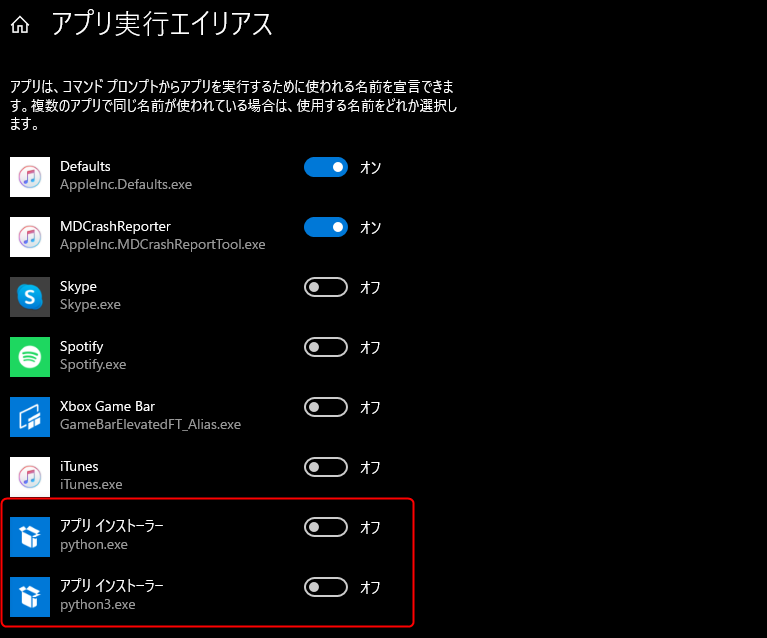 アプリ実行エイリアス
アプリは、コマンド プロンプトからアプリを実行するために使われる名前を宣言できま
す。複数のアプリで同じ名前が使われている場合は、使用する名前をどれか選択し
ます。
Defaults
オン
AppleInc.Defaults.exe
MDCrashReporter
オン
AppleInc.MDCrashReportTool.exe
Skype
オフ
Skype.exe
Spotify
オフ
Spotify.exe
Xbox Game Bar
オフ
GameBarElevatedFT_Alias.exe
iTunes
オフ
iTunes.exe
アプリ インストーラー
オフ
python.exe
アプリ インストーラー
オフ
python3.exe